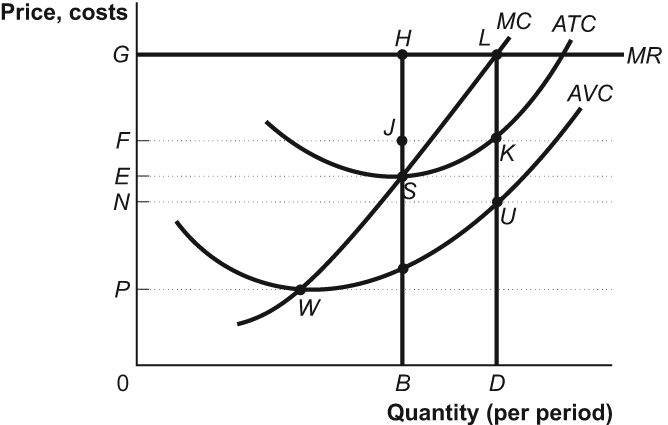 Price, costs
MC
ATC
H
L
G
MR
AVC
J
F
K
E
S
N
U
P
W
0
B
D
Quantity (per period)